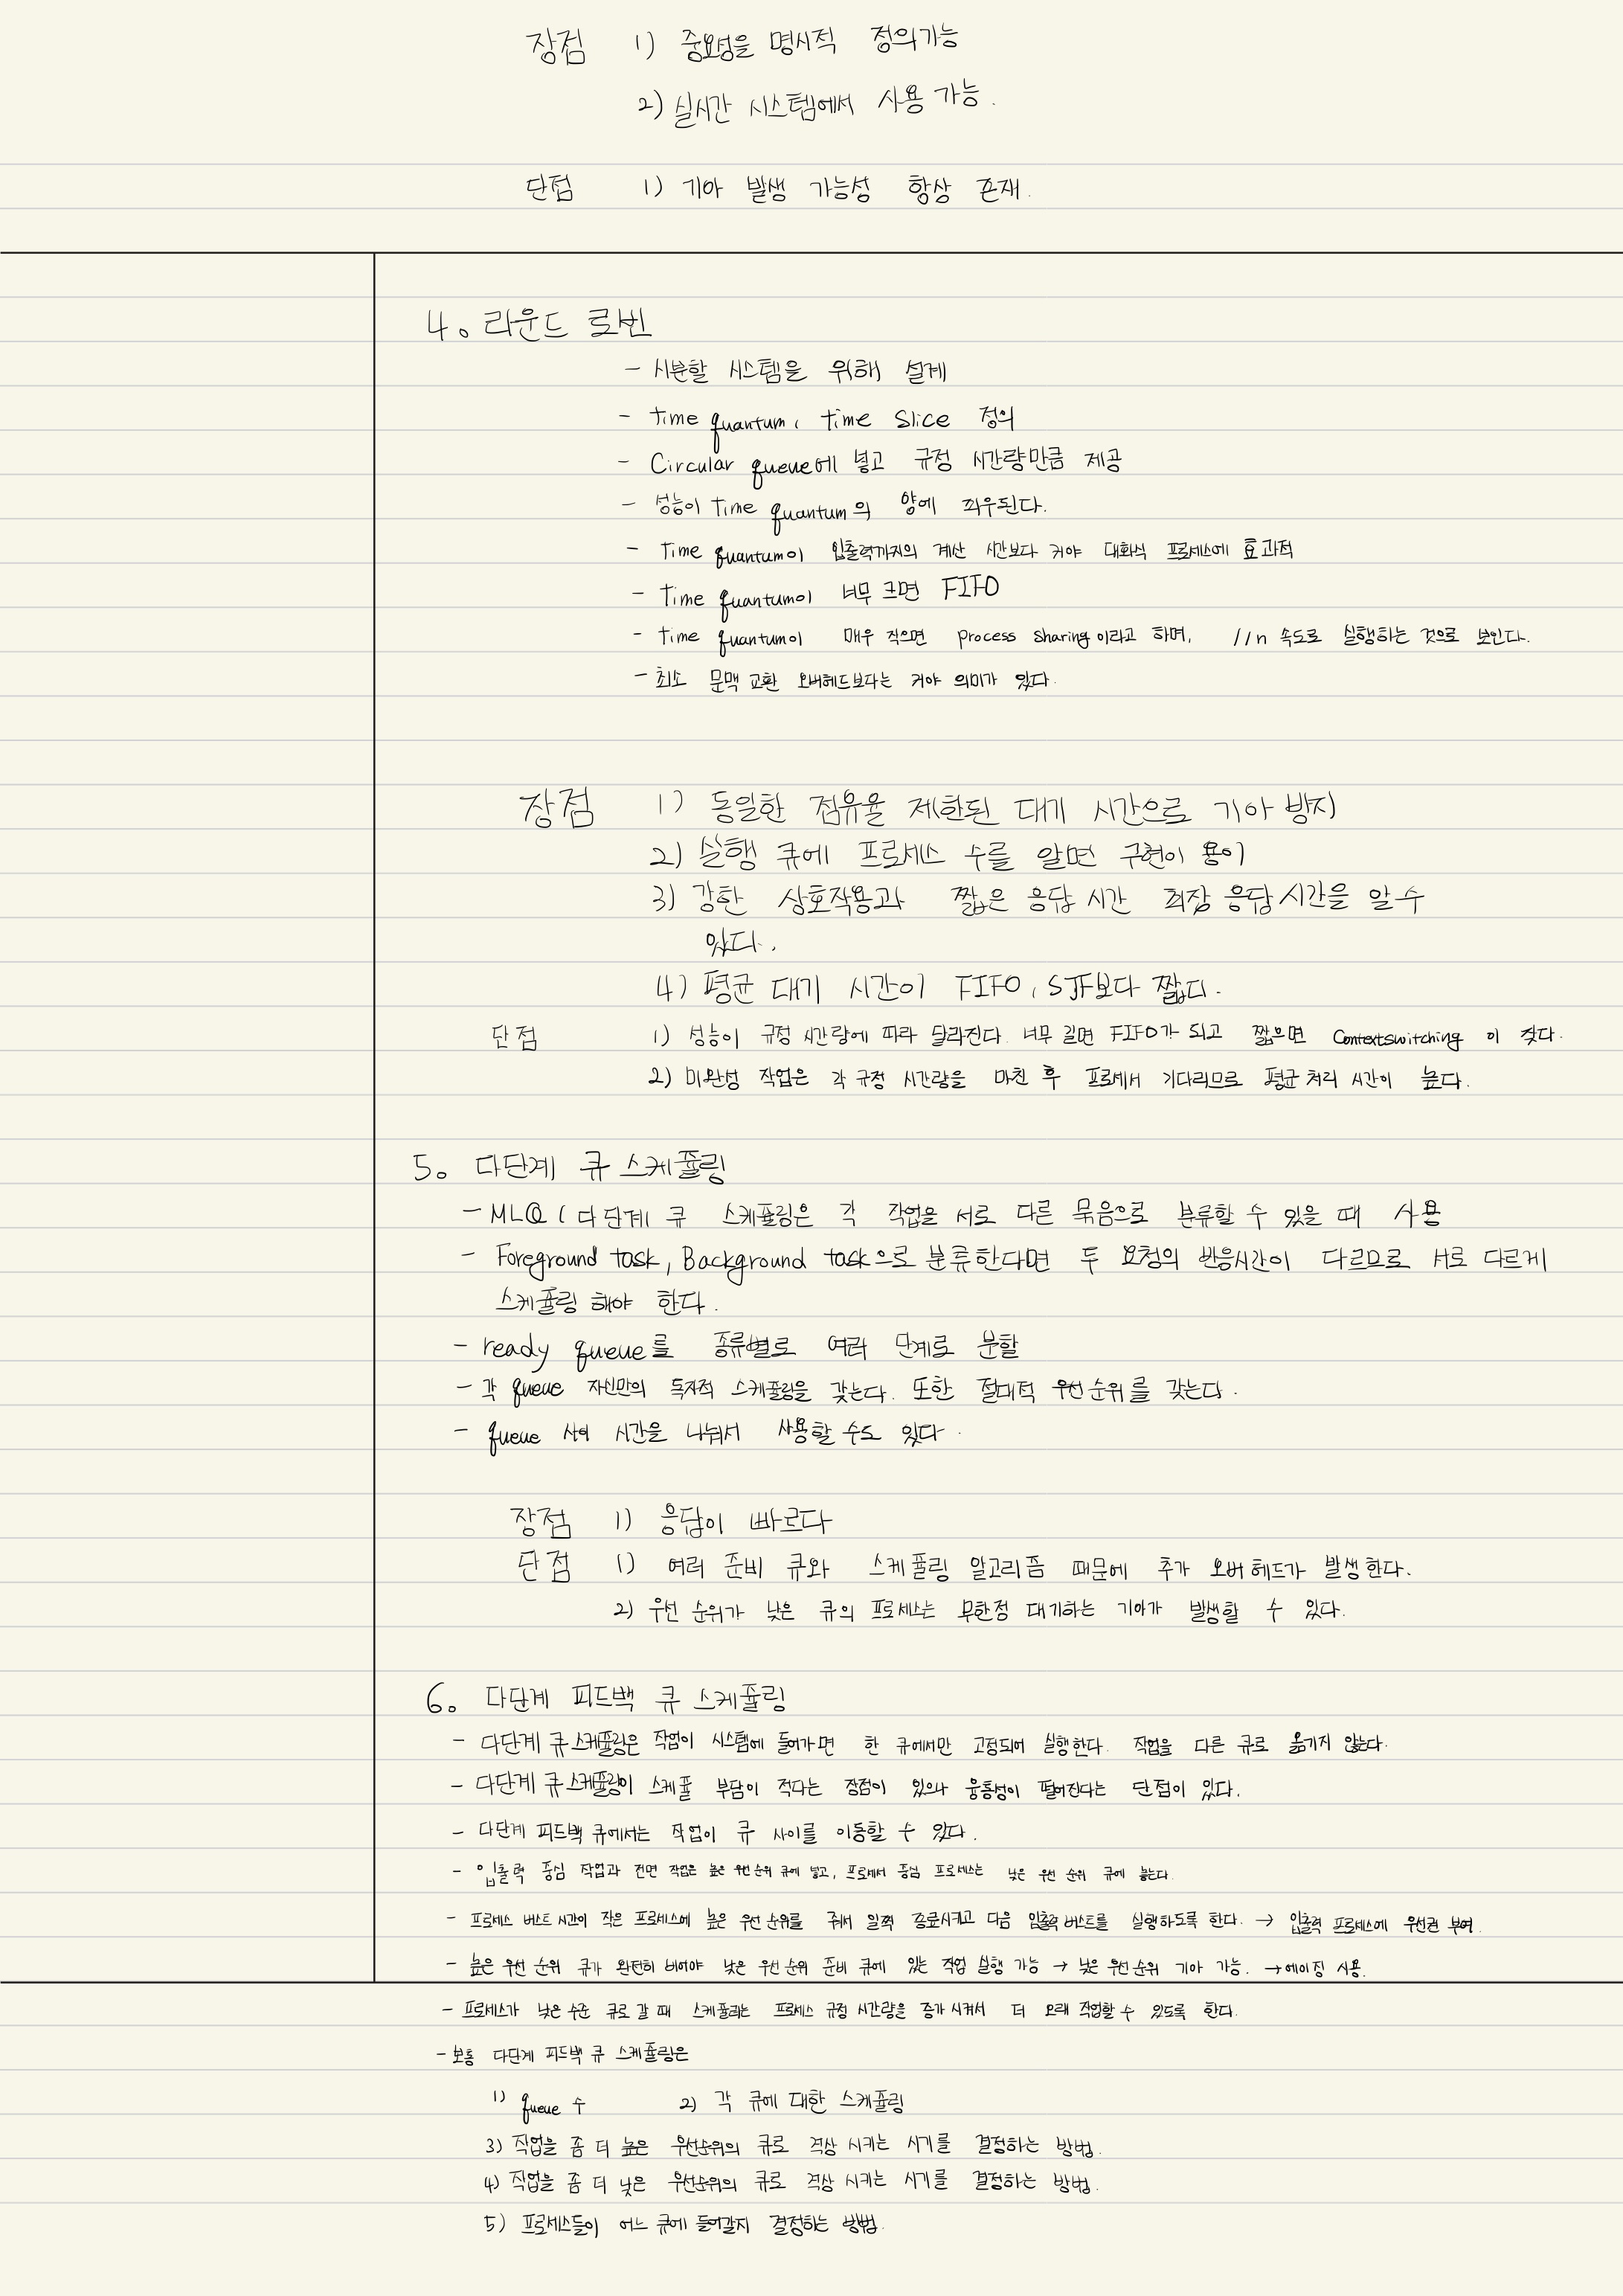 장점 1) 중요성을 명시적 정의가능
2) 실시간 시스템에서 사용 가능.
단점 1) 기아 발생 가능성 항상 존재.
4. 라운드 로빈
- 시분할 시스템을 위해 설계
- time quantum, time slice 정의
- Circular queue에 넣고 규정 시간량만큼 제공
- 성능이 time quantum의 양에 좌우된다.
- time quantum이 입출력까지의 계산 시간보다 커야 대화식 프로세스에 효과적
- time quantum이 너무 크면 FIFO
- time quantum이 매우 작으면 process sharing이라고 하며, 1/n 속도로 실행하는 것으로 보인다.
- 최소 문맥 교환 오버헤드보다는 커야 의미가 있다.
장점 1) 동일한 점유율 제한된 대기 시간으로 기아 방지
2) 실행 큐에 프로세스 수를 알면 구현이 용이
3) 강한 상호작용과 짧은 응답 시간 최장 응답시간을 알 수
있다.
4) 평균 대기 시간이 FIFO, SJF보다 짧다.
단점 1) 성능이 규정 시간량에 따라 달라진다. 너무 길면 FIFO가 되고 짧으면 Contextswitching 이 잦다.
2) 미완성 작업은 각 규정 시간량을 마친 후 프로세서 기다리므로 평균 처리 시간이 높다.
5. 다단계 큐 스케쥴링
- MLQ (다단계 큐 스케쥴링은 각 작업을 서로 다른 묶음으로 분류할 수 있을 때 사용
- Foreground task, Background task으로 분류한다면 두 요청의 반응시간이 다르므로 서로 다르게
스케쥴링 해야 한다.
- ready queue를 종류별로 여러 단계로 분할
- 각 queue 자신만의 독자적 스케쥴링을 갖는다. 또한 절대적 우선순위를 갖는다.
- queue 사이 시간을 나눠서 사용할 수도 있다.
장점 1) 응답이 빠르다
단점 1) 여러 준비 큐와 스케쥴링 알고리즘 때문에 추가 오버 헤드가 발생한다.
2) 우선 순위가 낮은 큐의 프로세스는 무한정 대기하는 기아가 발생할 수 있다.
6. 다단계 피드백 큐 스케쥴링
- 다단계 큐스케쥴링은 작업이 시스템에 들어가면 한 큐에서만 고정되어 실행한다. 작업을 다른 큐로 옮기지 않는다.
- 다단계 큐스케쥴링이 스케쥴 부담이 적다는 장점이 있으나 융통성이 떨어진다는 단점이 있다.
- 다단계 피드백 큐에서는 작업이 큐 사이를 이동할 수 있다.
- 입출력 중심 작업과 전면 작업은 높은 우선순위 큐에 넣고, 프로세서 중심 프로세스는 낮은 우선 순위 큐에 놓는다.
- 프로세스 버스트 시간이 작은 프로세스에 높은 우선 순위를 줘서 일찍 종료시키고 다음 입출력 버스트를 실행하도록 한다. → 입출력 프로세스에 우선권 부여.
- 높은 우선 순위 큐가 완전히 비어야 낮은 우선순위 준비 큐에 있는 작업 실행 가능 → 낮은 우선순위 기아 가능. → 에이징 사용.
- 프로세스가 낮은 수준 큐로 갈 때 스케쥴러는 프로세스 규정 시간량을 증가 시켜서 더 오래 작업할 수 있도록 한다.
- 보통 다단계 피드백 큐 스케쥴링은
1) queue 수 2) 각 큐에 대한 스케쥴링
3) 작업을 좀 더 높은 우선순위의 큐로 격상 시키는 시기를 결정하는 방법.
4) 작업을 좀 더 낮은 우선순위의 큐로 격상 시키는 시기를 결정하는 방법.
5) 프로세스들이 어느 큐에 들어갈지 결정하는 방법.